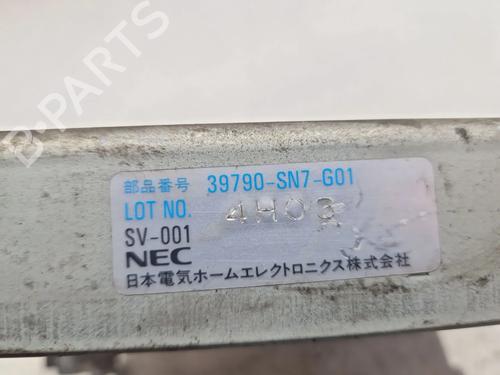 B-PARTS
部品番号 39790-SN7-G01
LOT NO. 4H03
SV-001
NEC
日本電気ホームエレクトロニクス株式会社